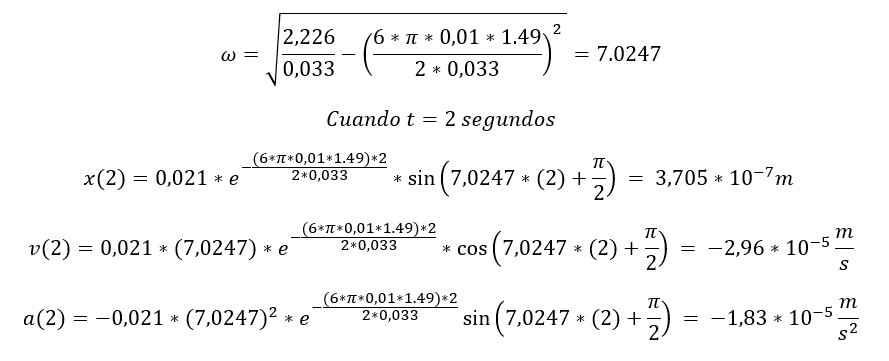 ω = √(2,226/0,033 − ((6 * π * 0,01 * 1.49)/(2 * 0,033))²) = 7.0247
Cuando t = 2 segundos
x(2) = 0,021 * e^(−((6*π*0,01*1.49)*2)/(2*0,033)) * sin(7,0247 * (2) + π/2) = 3,705 * 10⁻⁷m
v(2) = 0,021 * (7,0247) * e^(−((6*π*0,01*1.49)*2)/(2*0,033)) * cos(7,0247 * (2) + π/2) = −2,96 * 10⁻⁵ m/s
a(2) = −0,021 * (7,0247)² * e^(−((6*π*0,01*1.49)*2)/(2*0,033)) sin(7,0247 * (2) + π/2) = −1,83 * 10⁻⁵ m/s²